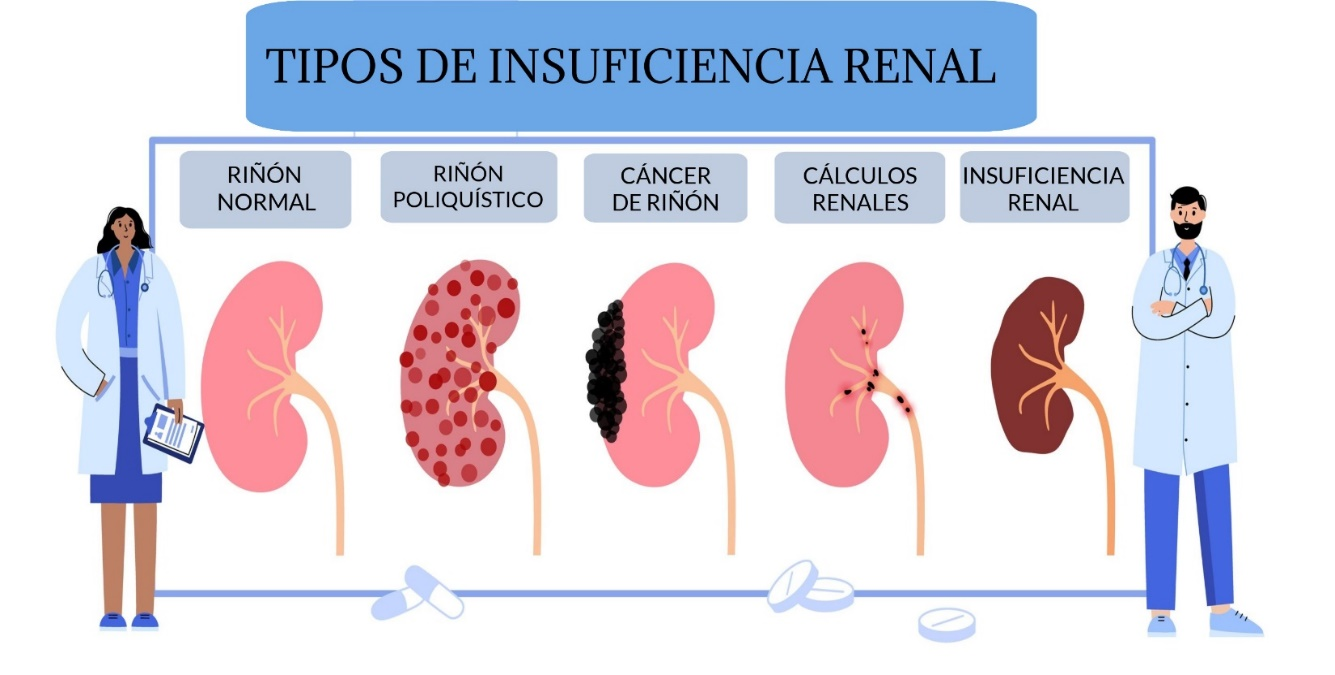 TIPOS DE INSUFICIENCIA RENAL
RIÑÓN
NORMAL
RIÑÓN
POLIQUÍSTICO
CÁNCER
DE RIÑÓN
CÁLCULOS
RENALES
INSUFICIENCIA
RENAL